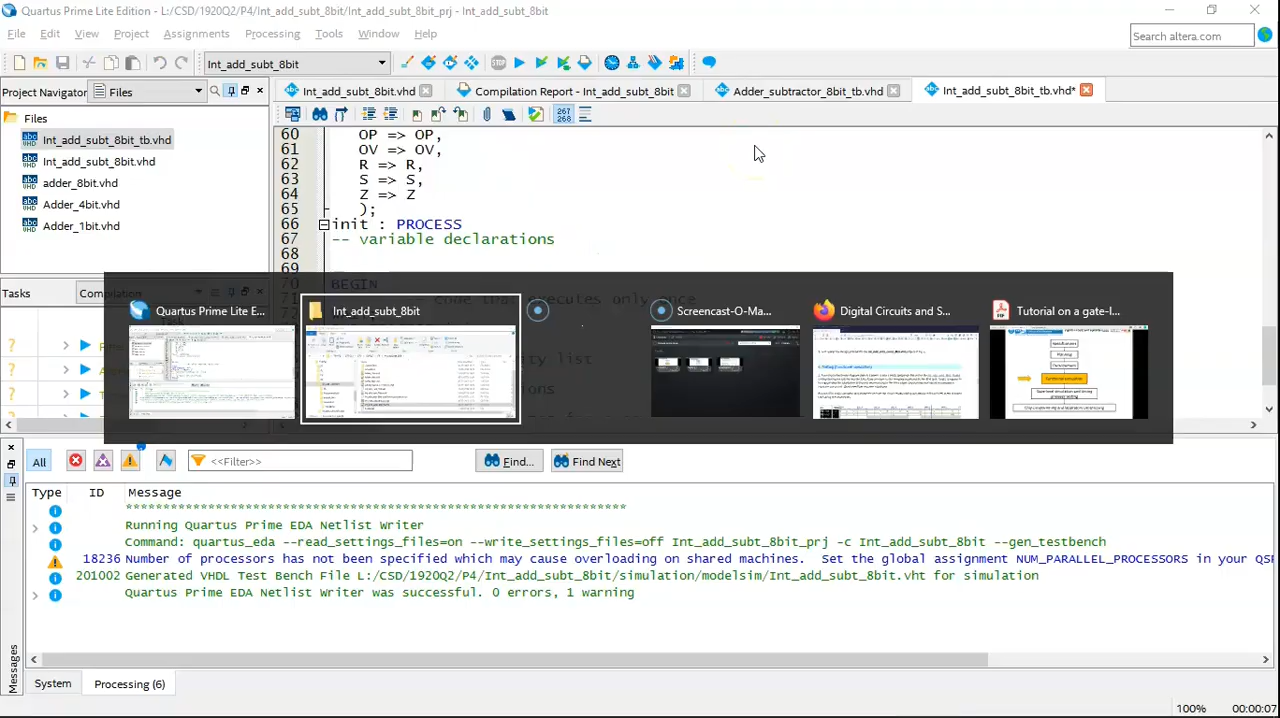 Quartus Prime Lite Edition - L:/CSD/1920Q2/P4/Int_add_subt_8bit/Int_add_subt_8bit_prj - Int_add_subt_8bit
File Edit View Project Assignments Processing Tools Window Help
Search altera.com
Int_add_subt_8bit
Project Navigator Files
Int_add_subt_8bit.vhd
Compilation Report - Int_add_subt_8bit
Adder_subtractor_8bit_tb.vhd
Int_add_subt_8bit_tb.vhd*
267
268
Files
Int_add_subt_8bit_tb.vhd
Int_add_subt_8bit.vhd
adder_8bit.vhd
Adder_4bit.vhd
Adder_1bit.vhd
60 OP => OP,
61 OV => OV,
62 R => R,
63 S => S,
64 Z => Z
65 );
66 init : PROCESS
67 -- variable declarations
68
69
70 BEGIN
Tasks Compilation
Quartus Prime Lite E...
Int_add_subt_8bit
Screencast-O-Ma...
Digital Circuits and S...
Tutorial on a gate-l...
All
<<Filter>>
Find...
Find Next
Type ID Message
*******************************************************************
Running Quartus Prime EDA Netlist Writer
Command: quartus_eda --read_settings_files=on --write_settings_files=off Int_add_subt_8bit_prj -c Int_add_subt_8bit --gen_testbench
18236 Number of processors has not been specified which may cause overloading on shared machines. Set the global assignment NUM_PARALLEL_PROCESSORS in your QSF
201002 Generated VHDL Test Bench File L:/CSD/1920Q2/P4/Int_add_subt_8bit/simulation/modelsim/Int_add_subt_8bit.vht for simulation
Quartus Prime EDA Netlist Writer was successful. 0 errors, 1 warning
Messages
System Processing (6)
100% 00:00:07